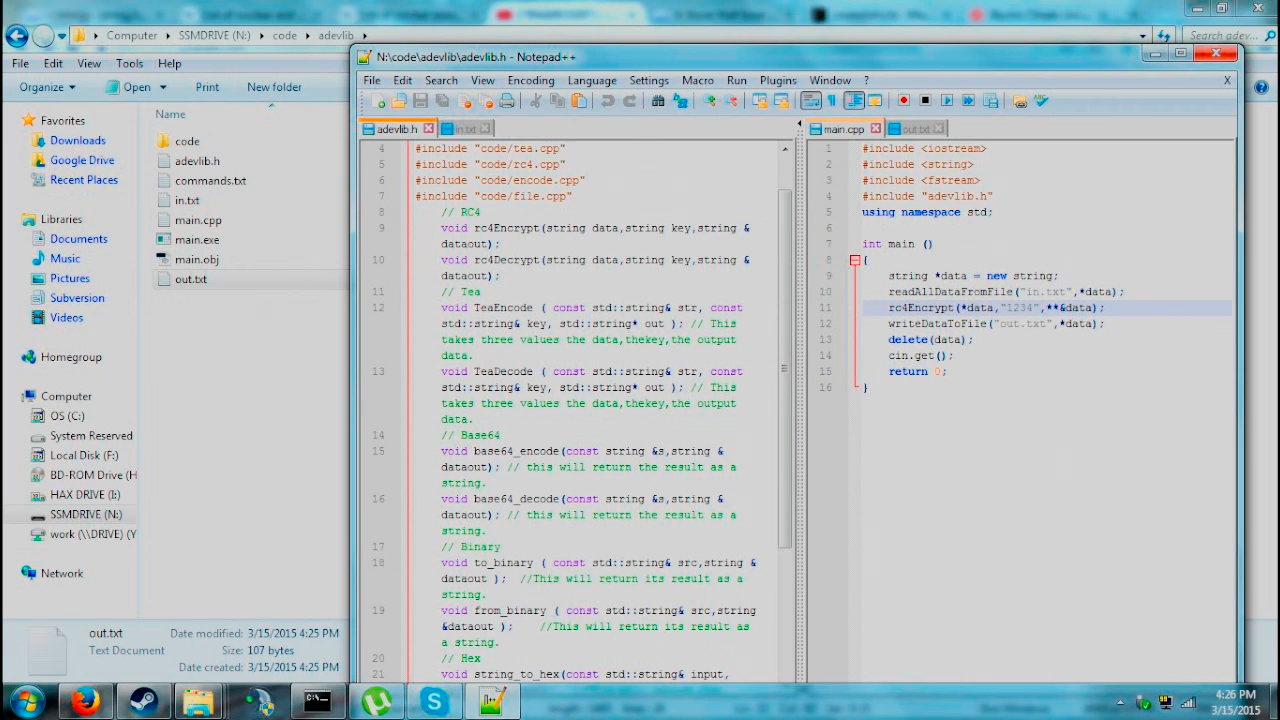 Computer ▸ SSMDRIVE (N:) ▸ code ▸ adevlib ▸
Search adev...
File Edit View Tools Help
Organize Open Print New folder
Name
Favorites
Downloads
Google Drive
Recent Places
Libraries
Documents
Music
Pictures
Subversion
Videos
Homegroup
Computer
OS (C:)
System Reserved
Local Disk (F:)
BD-ROM Drive (H
HAX DRIVE (I:)
SSMDRIVE (N:)
work (\\DRIVE) (Y
Network
code
adevlib.h
commands.txt
in.txt
main.cpp
main.exe
main.obj
out.txt
out.txt Date modified: 3/15/2015 4:25 PM
Text Document Size: 107 bytes
Date created: 3/15/2015 4:25 PM
N:\code\adevlib\adevlib.h - Notepad++
File Edit Search View Encoding Language Settings Macro Run Plugins Window ? X
adevlib.h in.txt
4 #include "code/tea.cpp"
5 #include "code/rc4.cpp"
6 #include "code/encode.cpp"
7 #include "code/file.cpp"
8 // RC4
9 void rc4Encrypt(string data,string key,string &
dataout);
10 void rc4Decrypt(string data,string key,string &
dataout);
11 // Tea
12 void TeaEncode ( const std::string& str, const
std::string& key, std::string* out ); // This
takes three values the data,thekey,the output
data.
13 void TeaDecode ( const std::string& str, const
std::string& key, std::string* out ); // This
takes three values the data,thekey,the output
data.
14 // Base64
15 void base64_encode(const string &s,string &
dataout); // this will return the result as a
string.
16 void base64_decode(const string &s,string &
dataout); // this will return the result as a
string.
17 // Binary
18 void to_binary ( const std::string& src,string &
dataout ); //This will return its result as a
string.
19 void from_binary ( const std::string& src,string
&dataout ); //This will return its result as
a string.
20 // Hex
21 void string_to_hex(const std::string& input,
main.cpp out.txt
1 #include <iostream>
2 #include <string>
3 #include <fstream>
4 #include "adevlib.h"
5 using namespace std;
6
7 int main ()
8 {
9 string *data = new string;
10 readAllDataFromFile("in.txt",*data);
11 rc4Encrypt(*data,"1234",**&data);
12 writeDataToFile("out.txt",*data);
13 delete(data);
14 cin.get();
15 return 0;
16 }
4:26 PM
3/15/2015